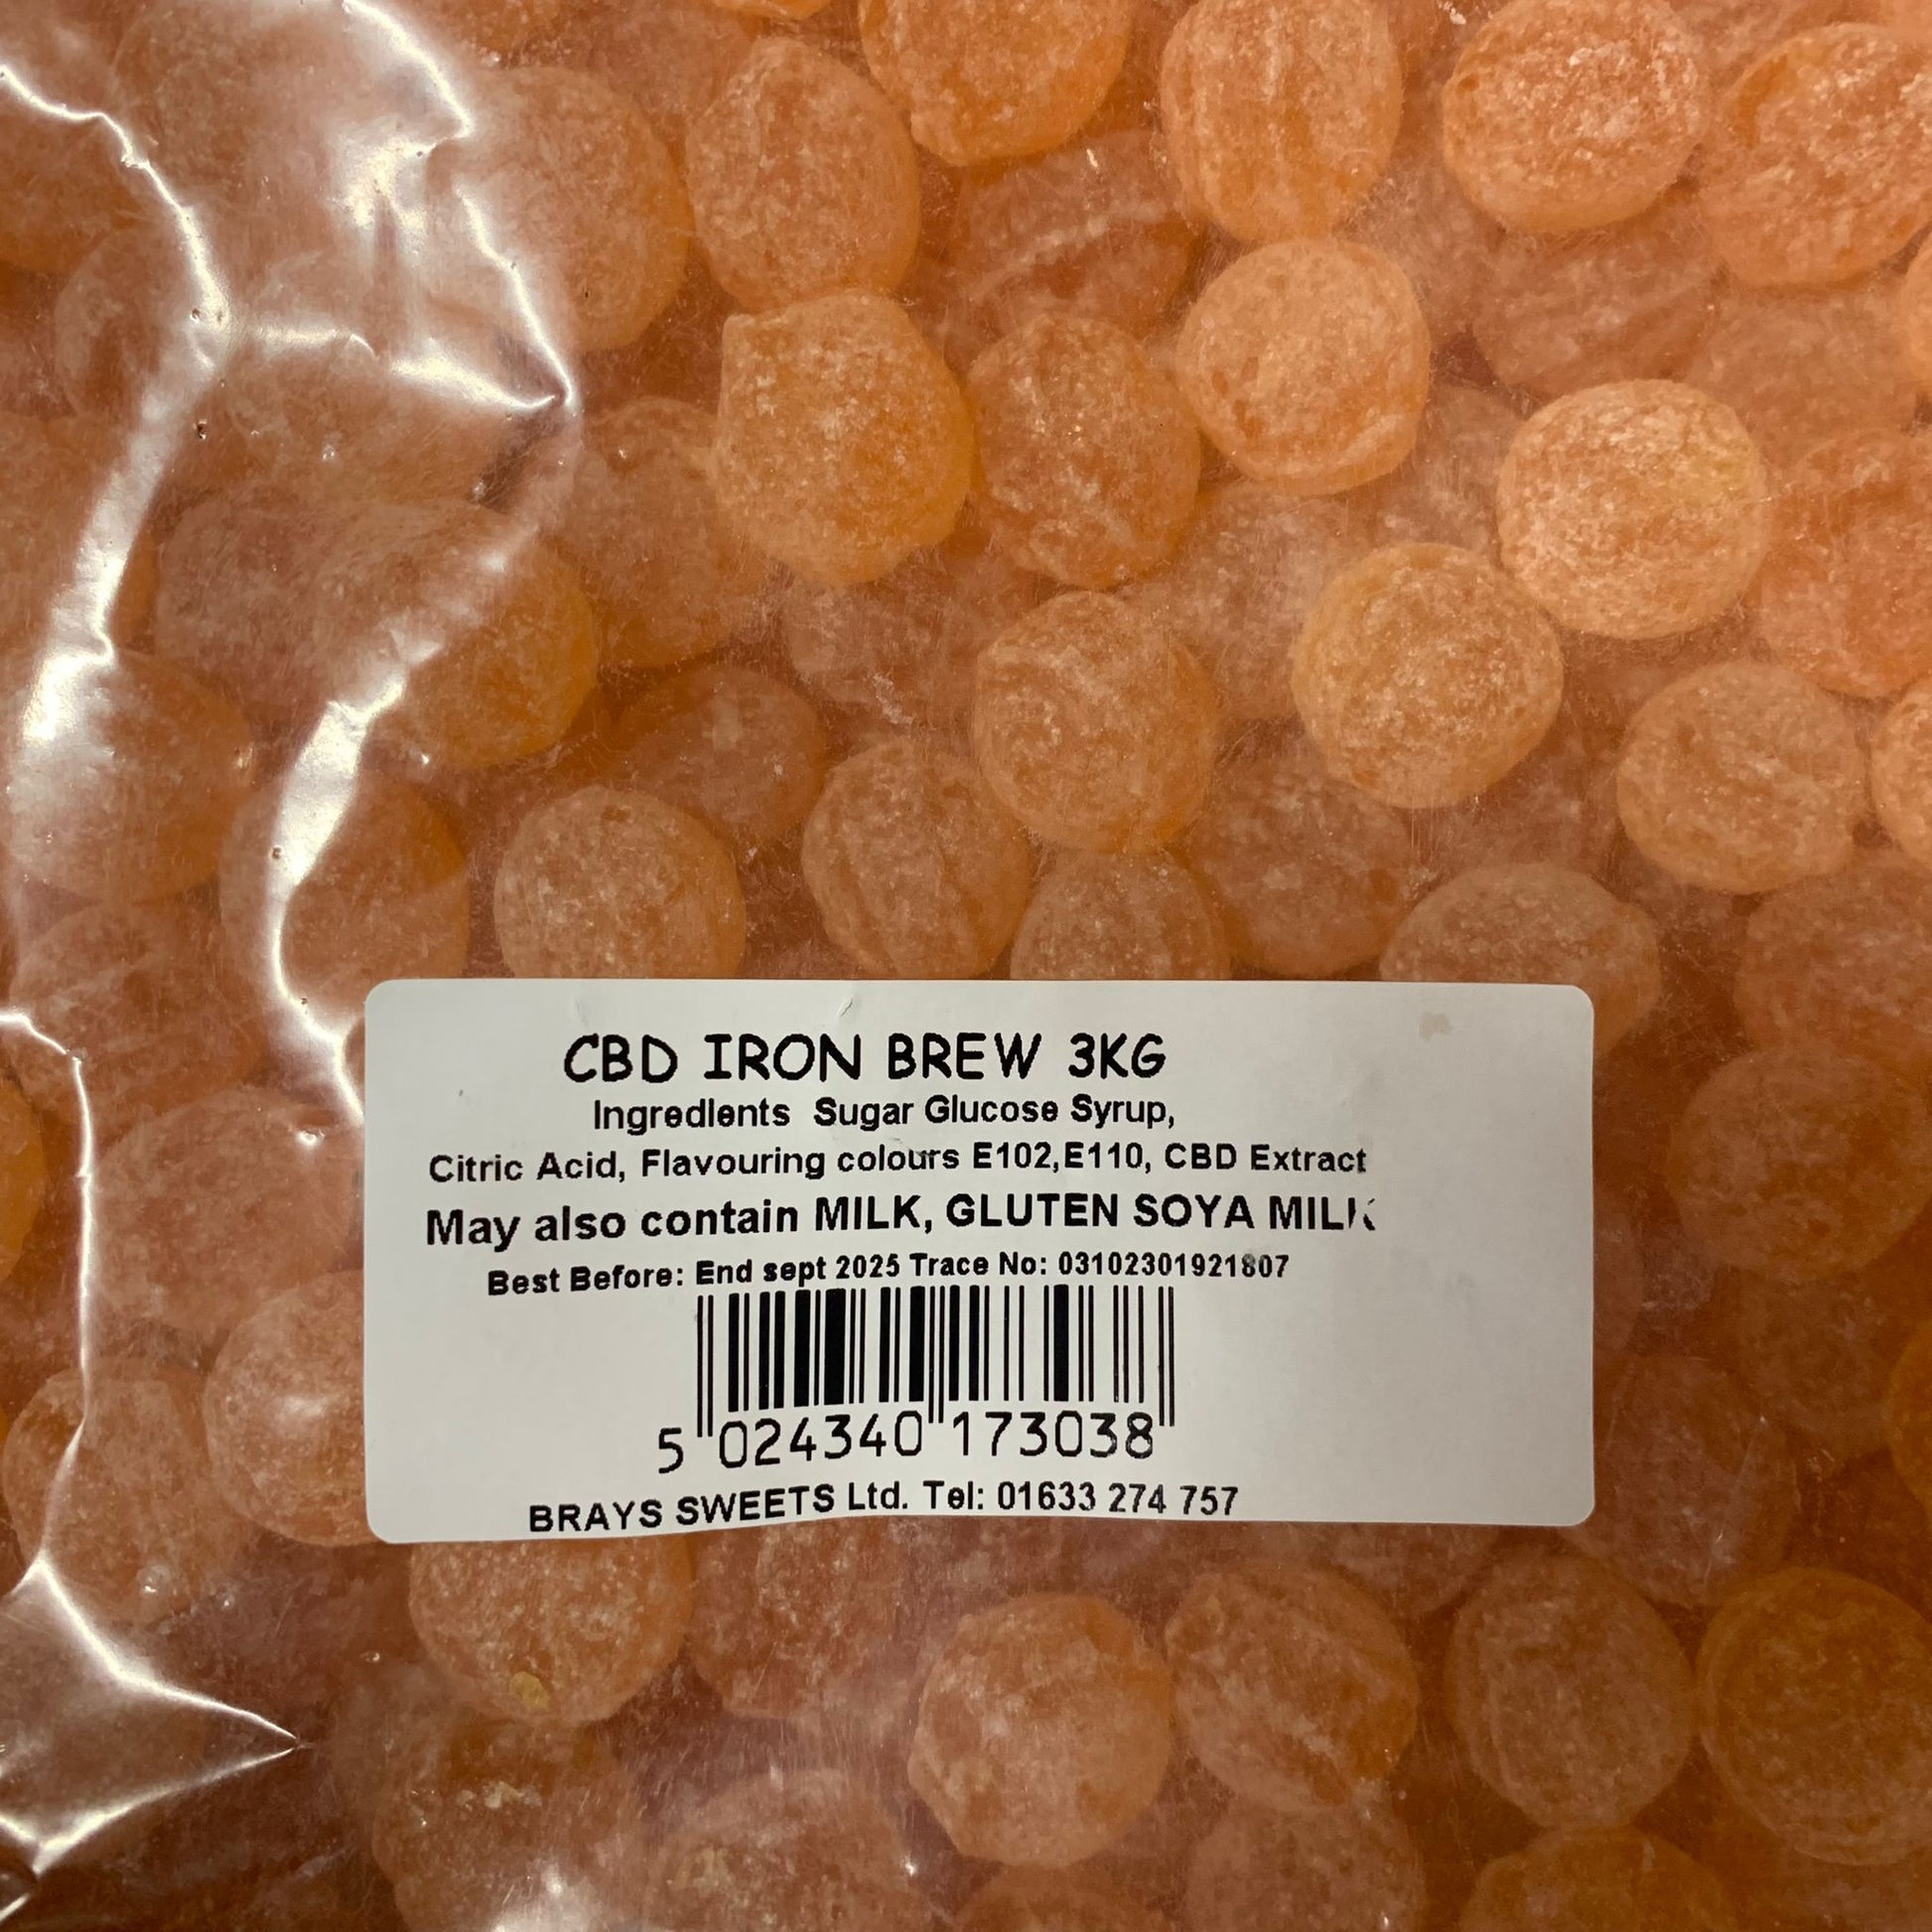 CBD IRON BREW 3KG
Ingredients Sugar Glucose Syrup,
Citric Acid, Flavouring colours E102,E110, CBD Extract
May also contain MILK, GLUTEN SOYA MILK
Best Before: End sept 2025 Trace No: 03102301921807
5 024340 173038
BRAYS SWEETS Ltd. Tel: 01633 274 757